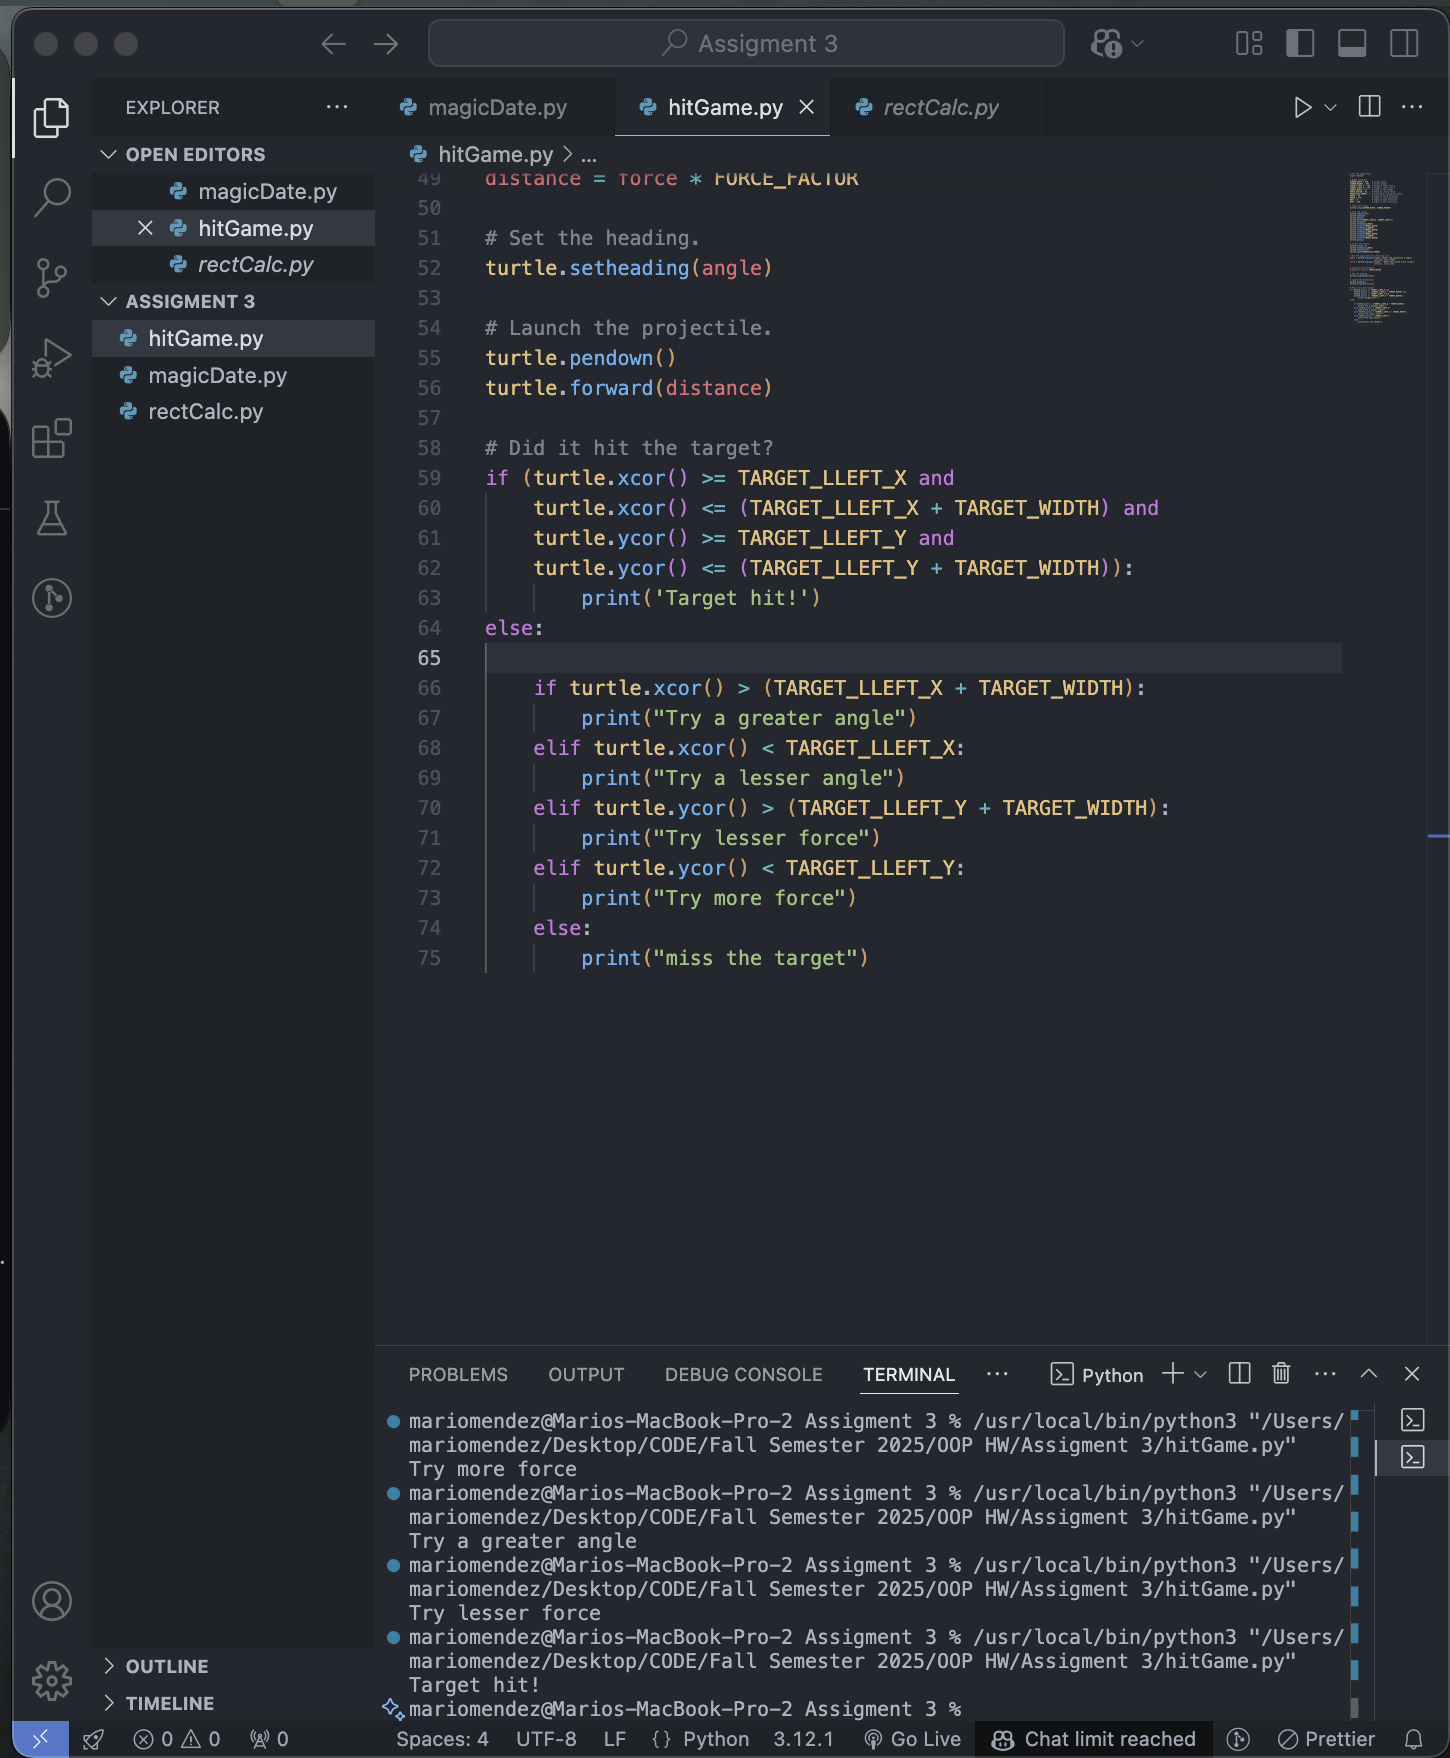 Assigment 3
EXPLORER
magicDate.py
hitGame.py
rectCalc.py
OPEN EDITORS
magicDate.py
hitGame.py
rectCalc.py
ASSIGMENT 3
hitGame.py
magicDate.py
rectCalc.py
OUTLINE
TIMELINE
hitGame.py > ...
49 distance = force * FORCE_FACTOR
50
51 # Set the heading.
52 turtle.setheading(angle)
53
54 # Launch the projectile.
55 turtle.pendown()
56 turtle.forward(distance)
57
58 # Did it hit the target?
59 if (turtle.xcor() >= TARGET_LLEFT_X and
60     turtle.xcor() <= (TARGET_LLEFT_X + TARGET_WIDTH) and
61     turtle.ycor() >= TARGET_LLEFT_Y and
62     turtle.ycor() <= (TARGET_LLEFT_Y + TARGET_WIDTH)):
63         print('Target hit!')
64 else:
65
66     if turtle.xcor() > (TARGET_LLEFT_X + TARGET_WIDTH):
67         print("Try a greater angle")
68     elif turtle.xcor() < TARGET_LLEFT_X:
69         print("Try a lesser angle")
70     elif turtle.ycor() > (TARGET_LLEFT_Y + TARGET_WIDTH):
71         print("Try lesser force")
72     elif turtle.ycor() < TARGET_LLEFT_Y:
73         print("Try more force")
74     else:
75         print("miss the target")
PROBLEMS
OUTPUT
DEBUG CONSOLE
TERMINAL
Python
mariomendez@Marios-MacBook-Pro-2 Assigment 3 % /usr/local/bin/python3 "/Users/
mariomendez/Desktop/CODE/Fall Semester 2025/OOP HW/Assigment 3/hitGame.py"
Try more force
mariomendez@Marios-MacBook-Pro-2 Assigment 3 % /usr/local/bin/python3 "/Users/
mariomendez/Desktop/CODE/Fall Semester 2025/OOP HW/Assigment 3/hitGame.py"
Try a greater angle
mariomendez@Marios-MacBook-Pro-2 Assigment 3 % /usr/local/bin/python3 "/Users/
mariomendez/Desktop/CODE/Fall Semester 2025/OOP HW/Assigment 3/hitGame.py"
Try lesser force
mariomendez@Marios-MacBook-Pro-2 Assigment 3 % /usr/local/bin/python3 "/Users/
mariomendez/Desktop/CODE/Fall Semester 2025/OOP HW/Assigment 3/hitGame.py"
Target hit!
mariomendez@Marios-MacBook-Pro-2 Assigment 3 %
0 0 0 Spaces: 4 UTF-8 LF {} Python 3.12.1 Go Live Chat limit reached Prettier